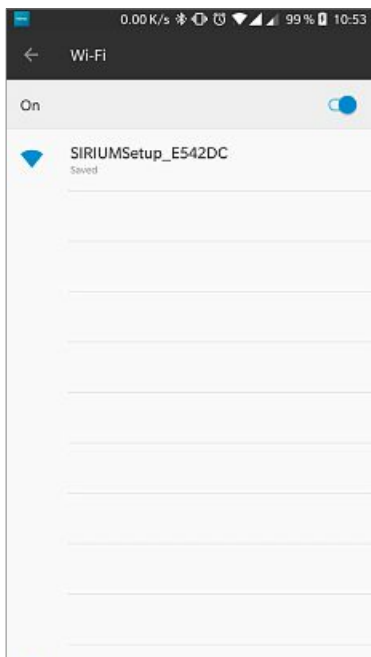 0.00 K/s 99 % 10:53
Wi-Fi
On
SIRIUMSetup_E542DC
Saved